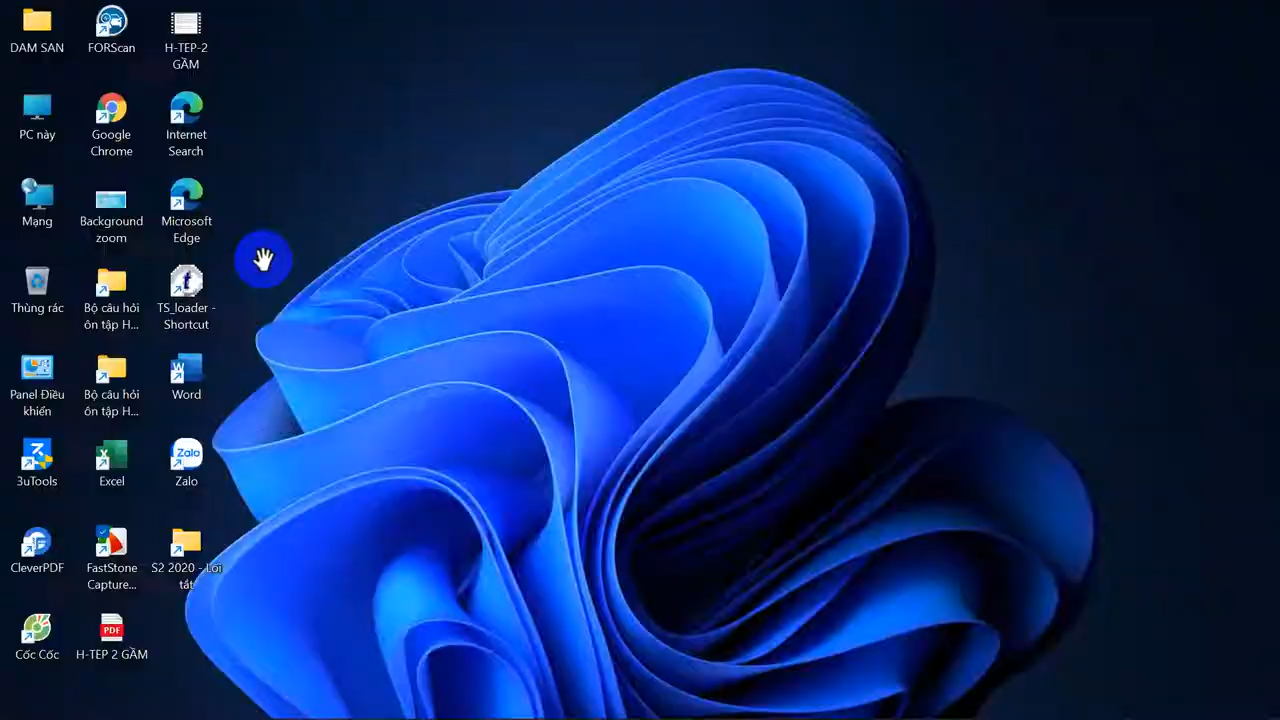 DAM SAN
FORScan
H-TEP-2
GẦM
PC này
Google
Chrome
Internet
Search
Mạng
Background
zoom
Microsoft
Edge
Thùng rác
Bộ câu hỏi
ôn tập H...
TS_loader -
Shortcut
Panel Điều
khiển
Bộ câu hỏi
ôn tập H...
Word
W
3uTools
Excel
X
Zalo
Zalo
CleverPDF
FastStone
Capture...
S2 2020 - Lối
tắt
Cốc Cốc
PDF
H-TEP 2 GẦM